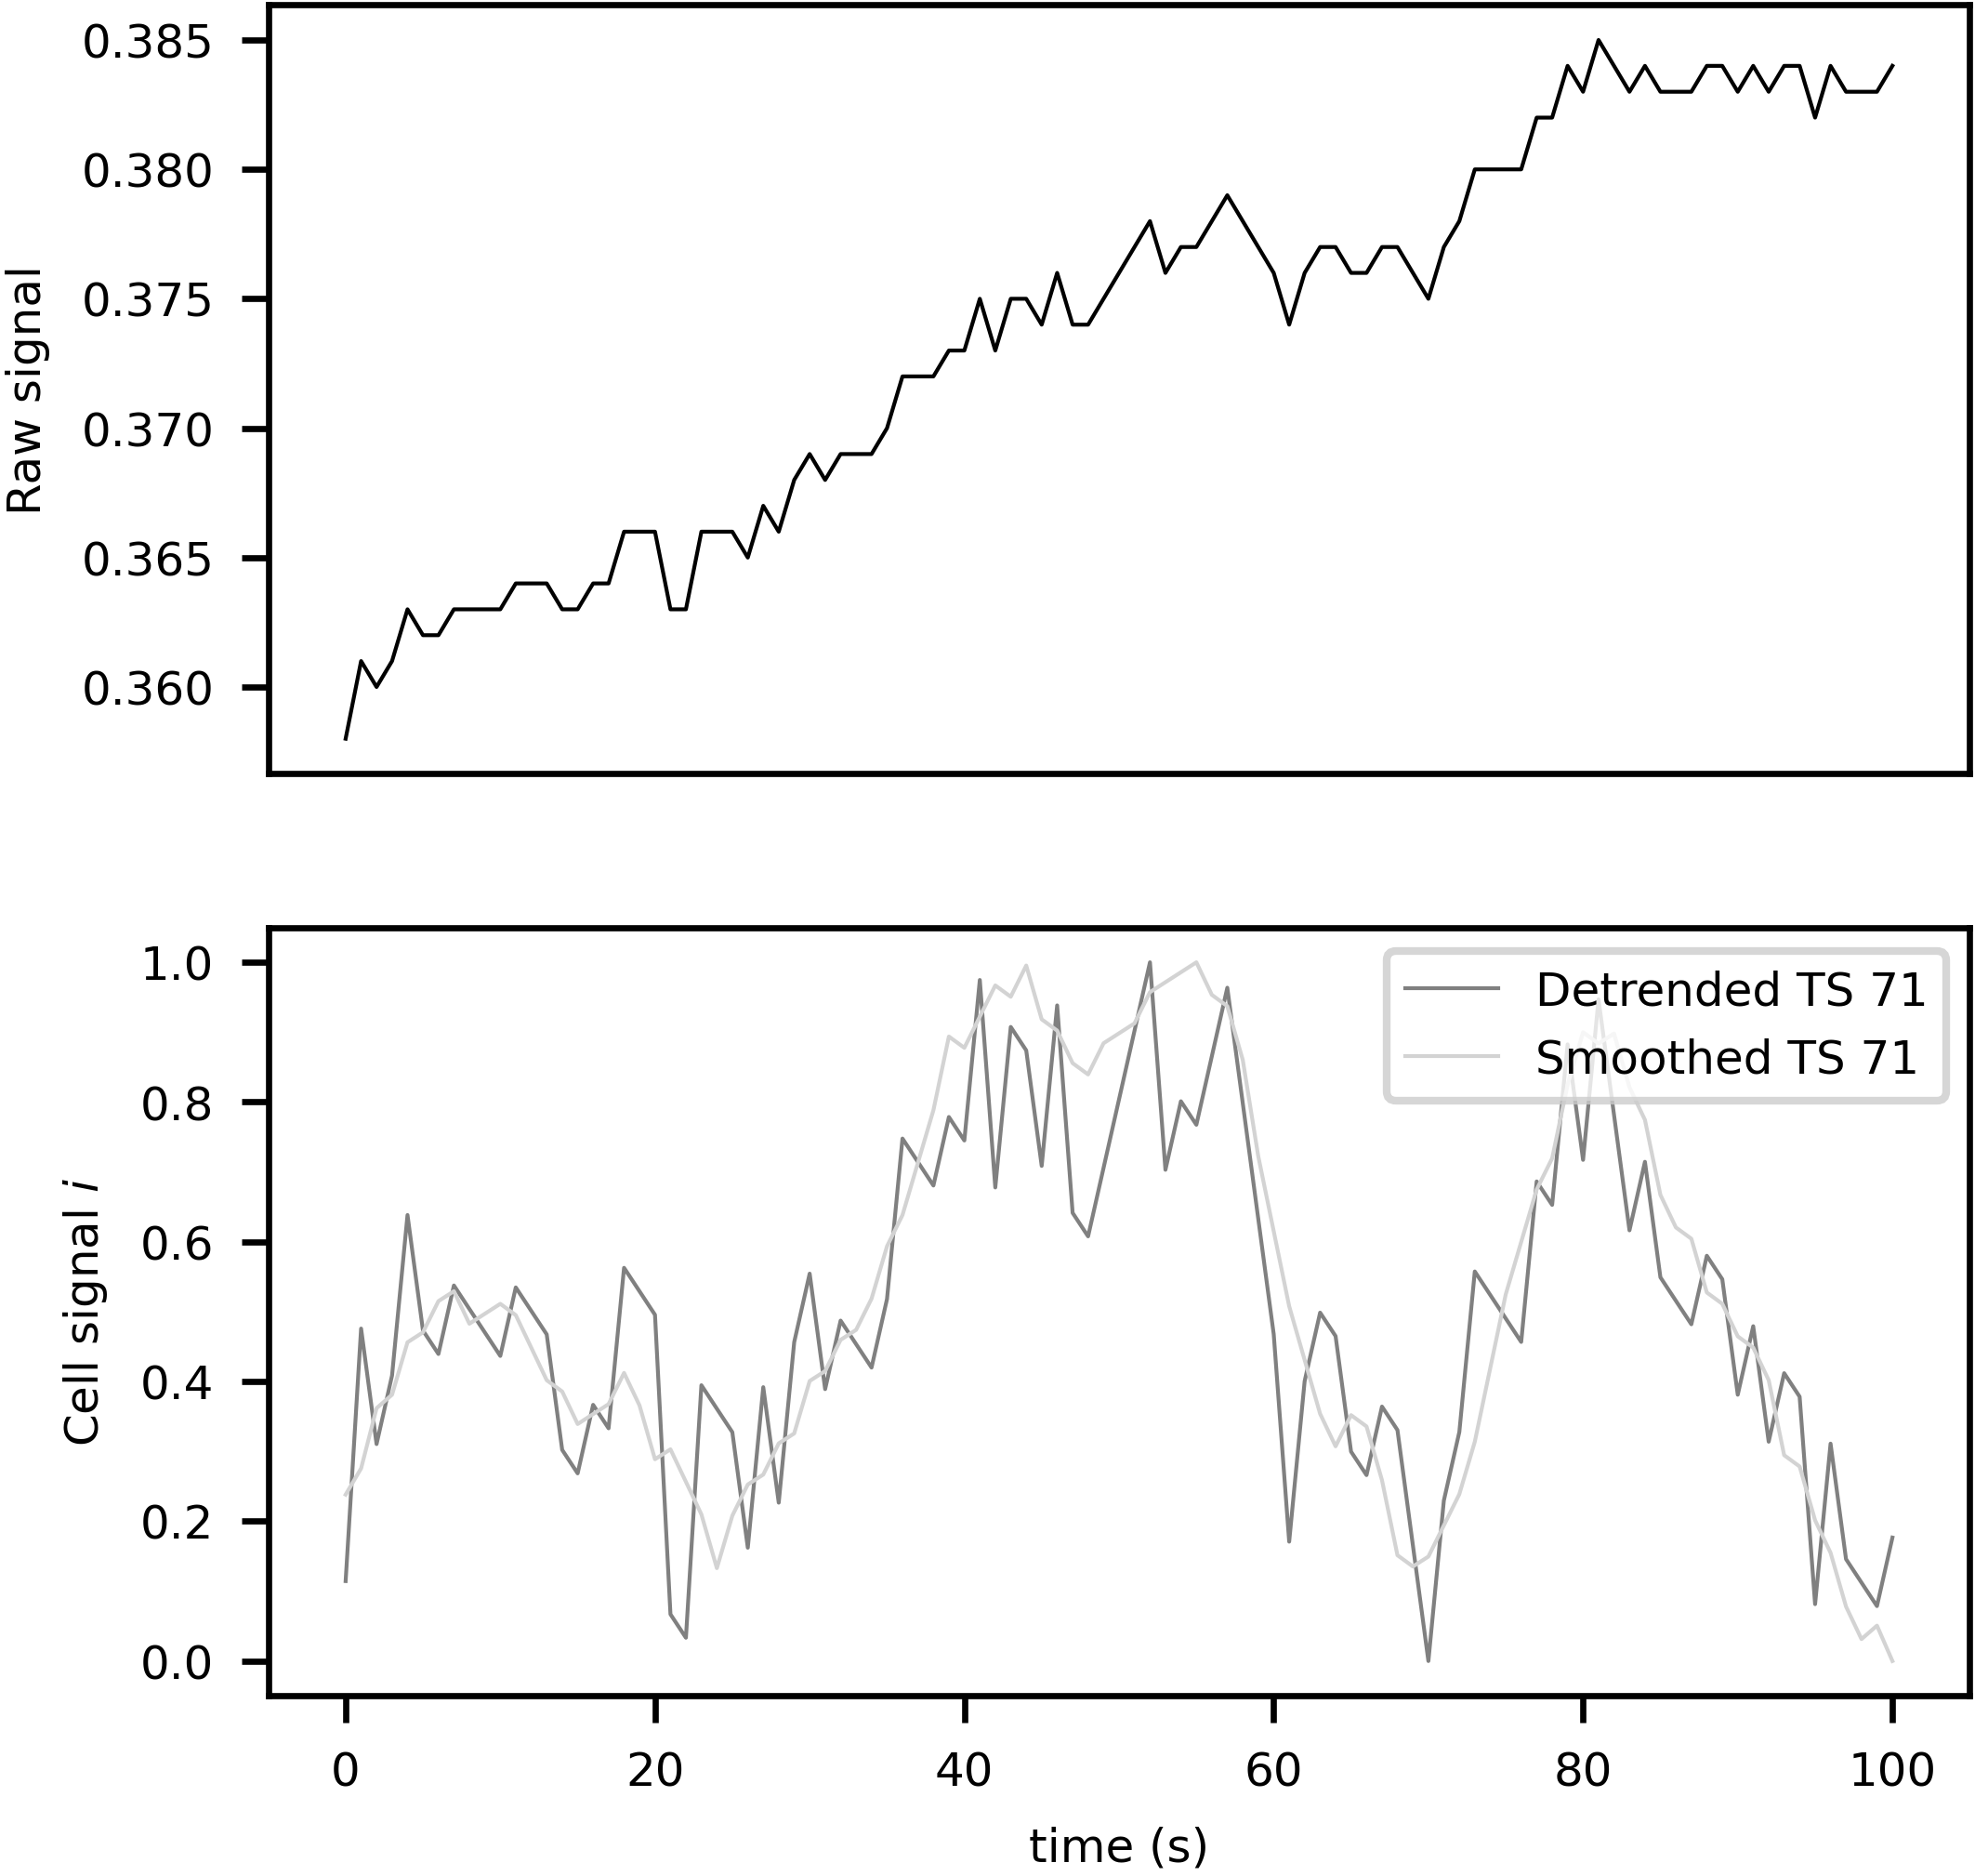 0.385
0.380
0.375
0.370
0.365
0.360
Raw signal
1.0
0.8
0.6
0.4
0.2
0.0
Cell signal i
Detrended TS 71
Smoothed TS 71
0 20 40 60 80 100
time (s)